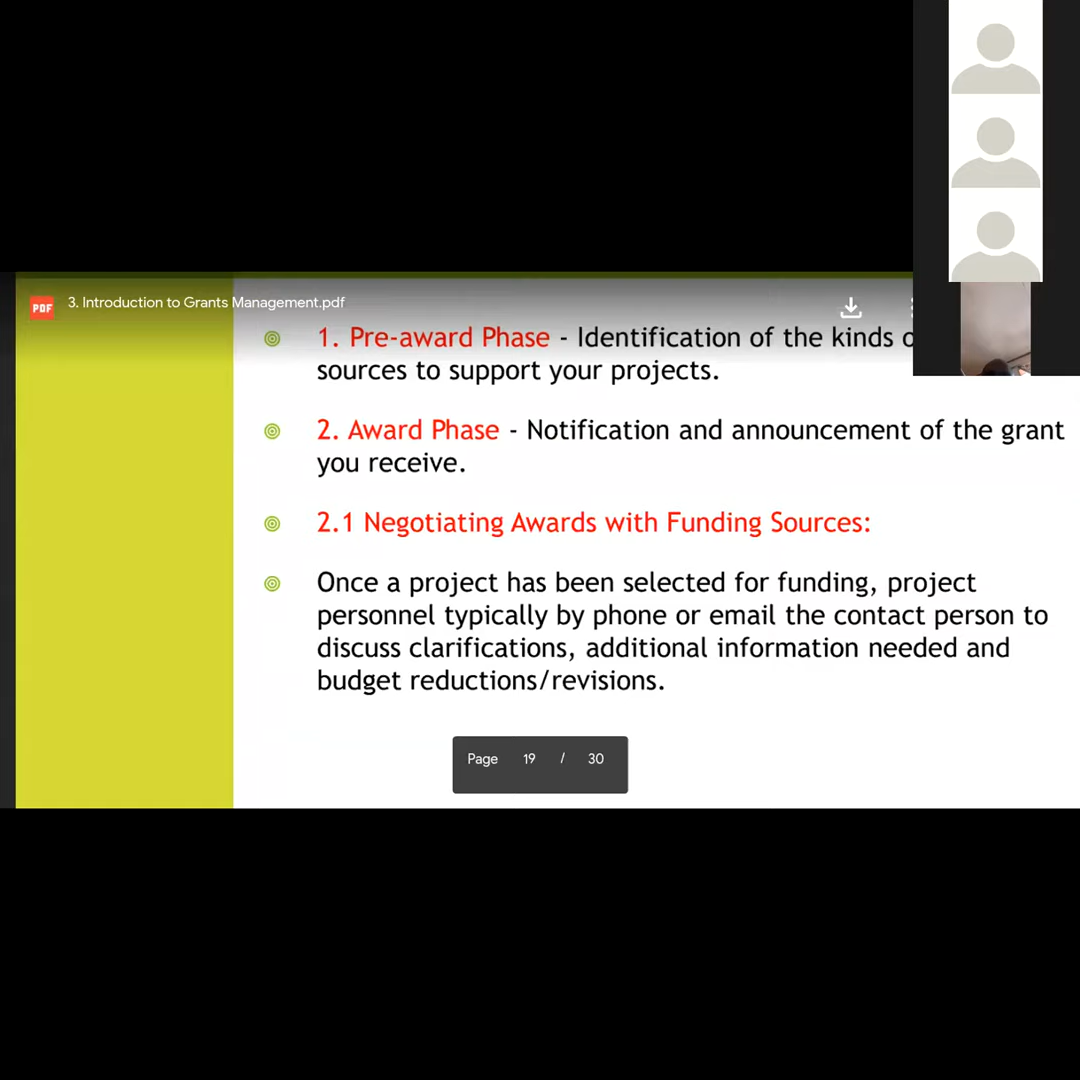 PDF
3. Introduction to Grants Management.pdf
1. Pre-award Phase - Identification of the kinds
sources to support your projects.
2. Award Phase - Notification and announcement of the grant
you receive.
2.1 Negotiating Awards with Funding Sources:
Once a project has been selected for funding, project
personnel typically by phone or email the contact person to
discuss clarifications, additional information needed and
budget reductions/revisions.
Page 19 / 30